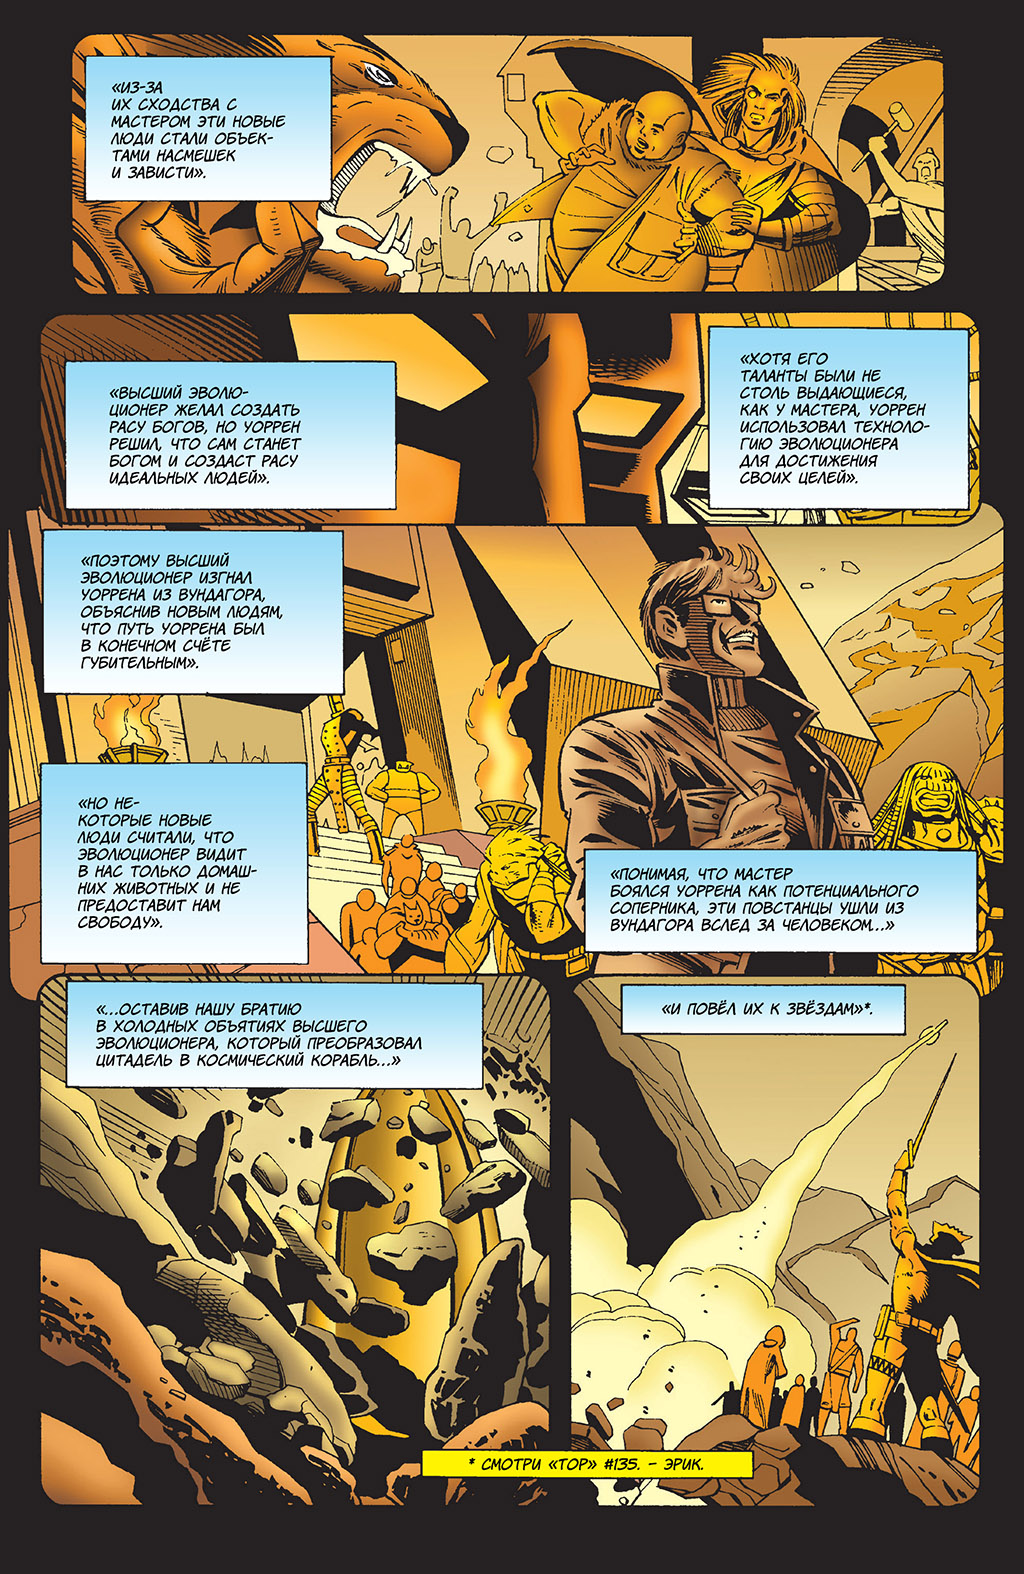 «ИЗ-ЗА
ИХ СХОДСТВА С
МАСТЕРОМ ЭТИ НОВЫЕ
ЛЮДИ СТАЛИ ОБЪЕК-
ТАМИ НАСМЕШЕК
И ЗАВИСТИ».
«ВЫСШИЙ ЭВОЛЮ-
ЦИОНЕР ЖЕЛАЛ СОЗДАТЬ
РАСУ БОГОВ, НО УОРРЕН
РЕШИЛ, ЧТО САМ СТАНЕТ
БОГОМ И СОЗДАСТ РАСУ
ИДЕАЛЬНЫХ ЛЮДЕЙ».
«ХОТЯ ЕГО
ТАЛАНТЫ БЫЛИ НЕ
СТОЛЬ ВЫДАЮЩИЕСЯ,
КАК У МАСТЕРА, УОРРЕН
ИСПОЛЬЗОВАЛ ТЕХНОЛО-
ГИЮ ЭВОЛЮЦИОНЕРА
ДЛЯ ДОСТИЖЕНИЯ
СВОИХ ЦЕЛЕЙ».
«ПОЭТОМУ ВЫСШИЙ
ЭВОЛЮЦИОНЕР ИЗГНАЛ
УОРРЕНА ИЗ ВУНДАГОРА,
ОБЪЯСНИВ НОВЫМ ЛЮДЯМ,
ЧТО ПУТЬ УОРРЕНА БЫЛ
В КОНЕЧНОМ СЧЁТЕ
ГУБИТЕЛЬНЫМ».
«НО НЕ-
КОТОРЫЕ НОВЫЕ
ЛЮДИ СЧИТАЛИ, ЧТО
ЭВОЛЮЦИОНЕР ВИДИТ
В НАС ТОЛЬКО ДОМАШ-
НИХ ЖИВОТНЫХ И НЕ
ПРЕДОСТАВИТ НАМ
СВОБОДУ».
«ПОНИМАЯ, ЧТО МАСТЕР
БОЯЛСЯ УОРРЕНА КАК ПОТЕНЦИАЛЬНОГО
СОПЕРНИКА, ЭТИ ПОВСТАНЦЫ УШЛИ ИЗ
ВУНДАГОРА ВСЛЕД ЗА ЧЕЛОВЕКОМ...»
«...ОСТАВИВ НАШУ БРАТИЮ
В ХОЛОДНЫХ ОБЪЯТИЯХ ВЫСШЕГО
ЭВОЛЮЦИОНЕРА, КОТОРЫЙ ПРЕОБРАЗОВАЛ
ЦИТАДЕЛЬ В КОСМИЧЕСКИЙ КОРАБЛЬ...»
«И ПОВЁЛ ИХ К ЗВЁЗДАМ»*.
* СМОТРИ «ТОР» #135. – ЭРИК.